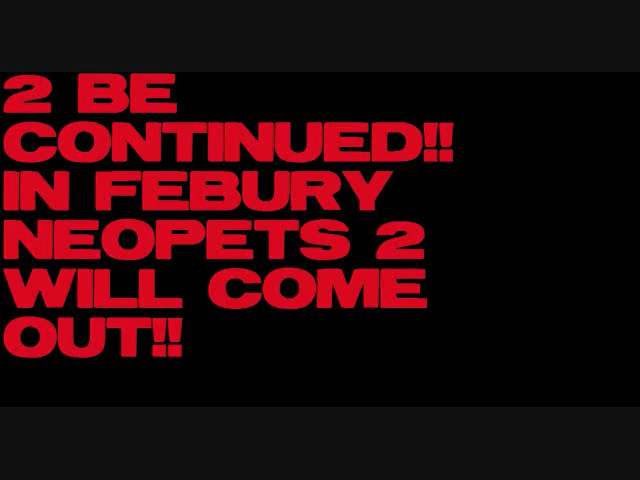 2 BE
CONTINUED!!
IN FEBURY
NEOPETS 2
WILL COME
OUT!!